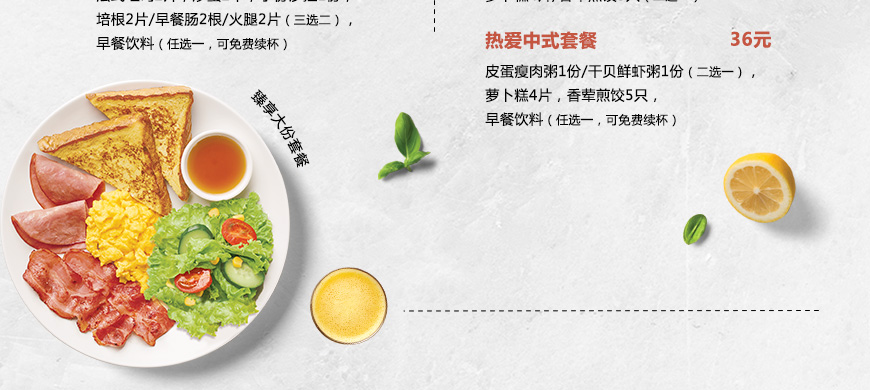 培根2片/早餐肠2根/火腿2片（三选二），
早餐饮料（任选一，可免费续杯）
臻享大份套餐
热爱中式套餐 36元
皮蛋瘦肉粥1份/干贝鲜虾粥1份（二选一），
萝卜糕4片，香荤煎饺5只，
早餐饮料（任选一，可免费续杯）